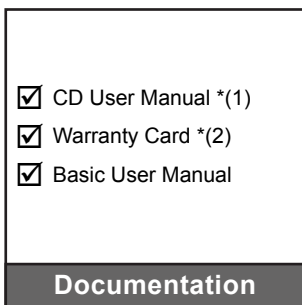 ☑ CD User Manual *(1)
☑ Warranty Card *(2)
☑ Basic User Manual
Documentation